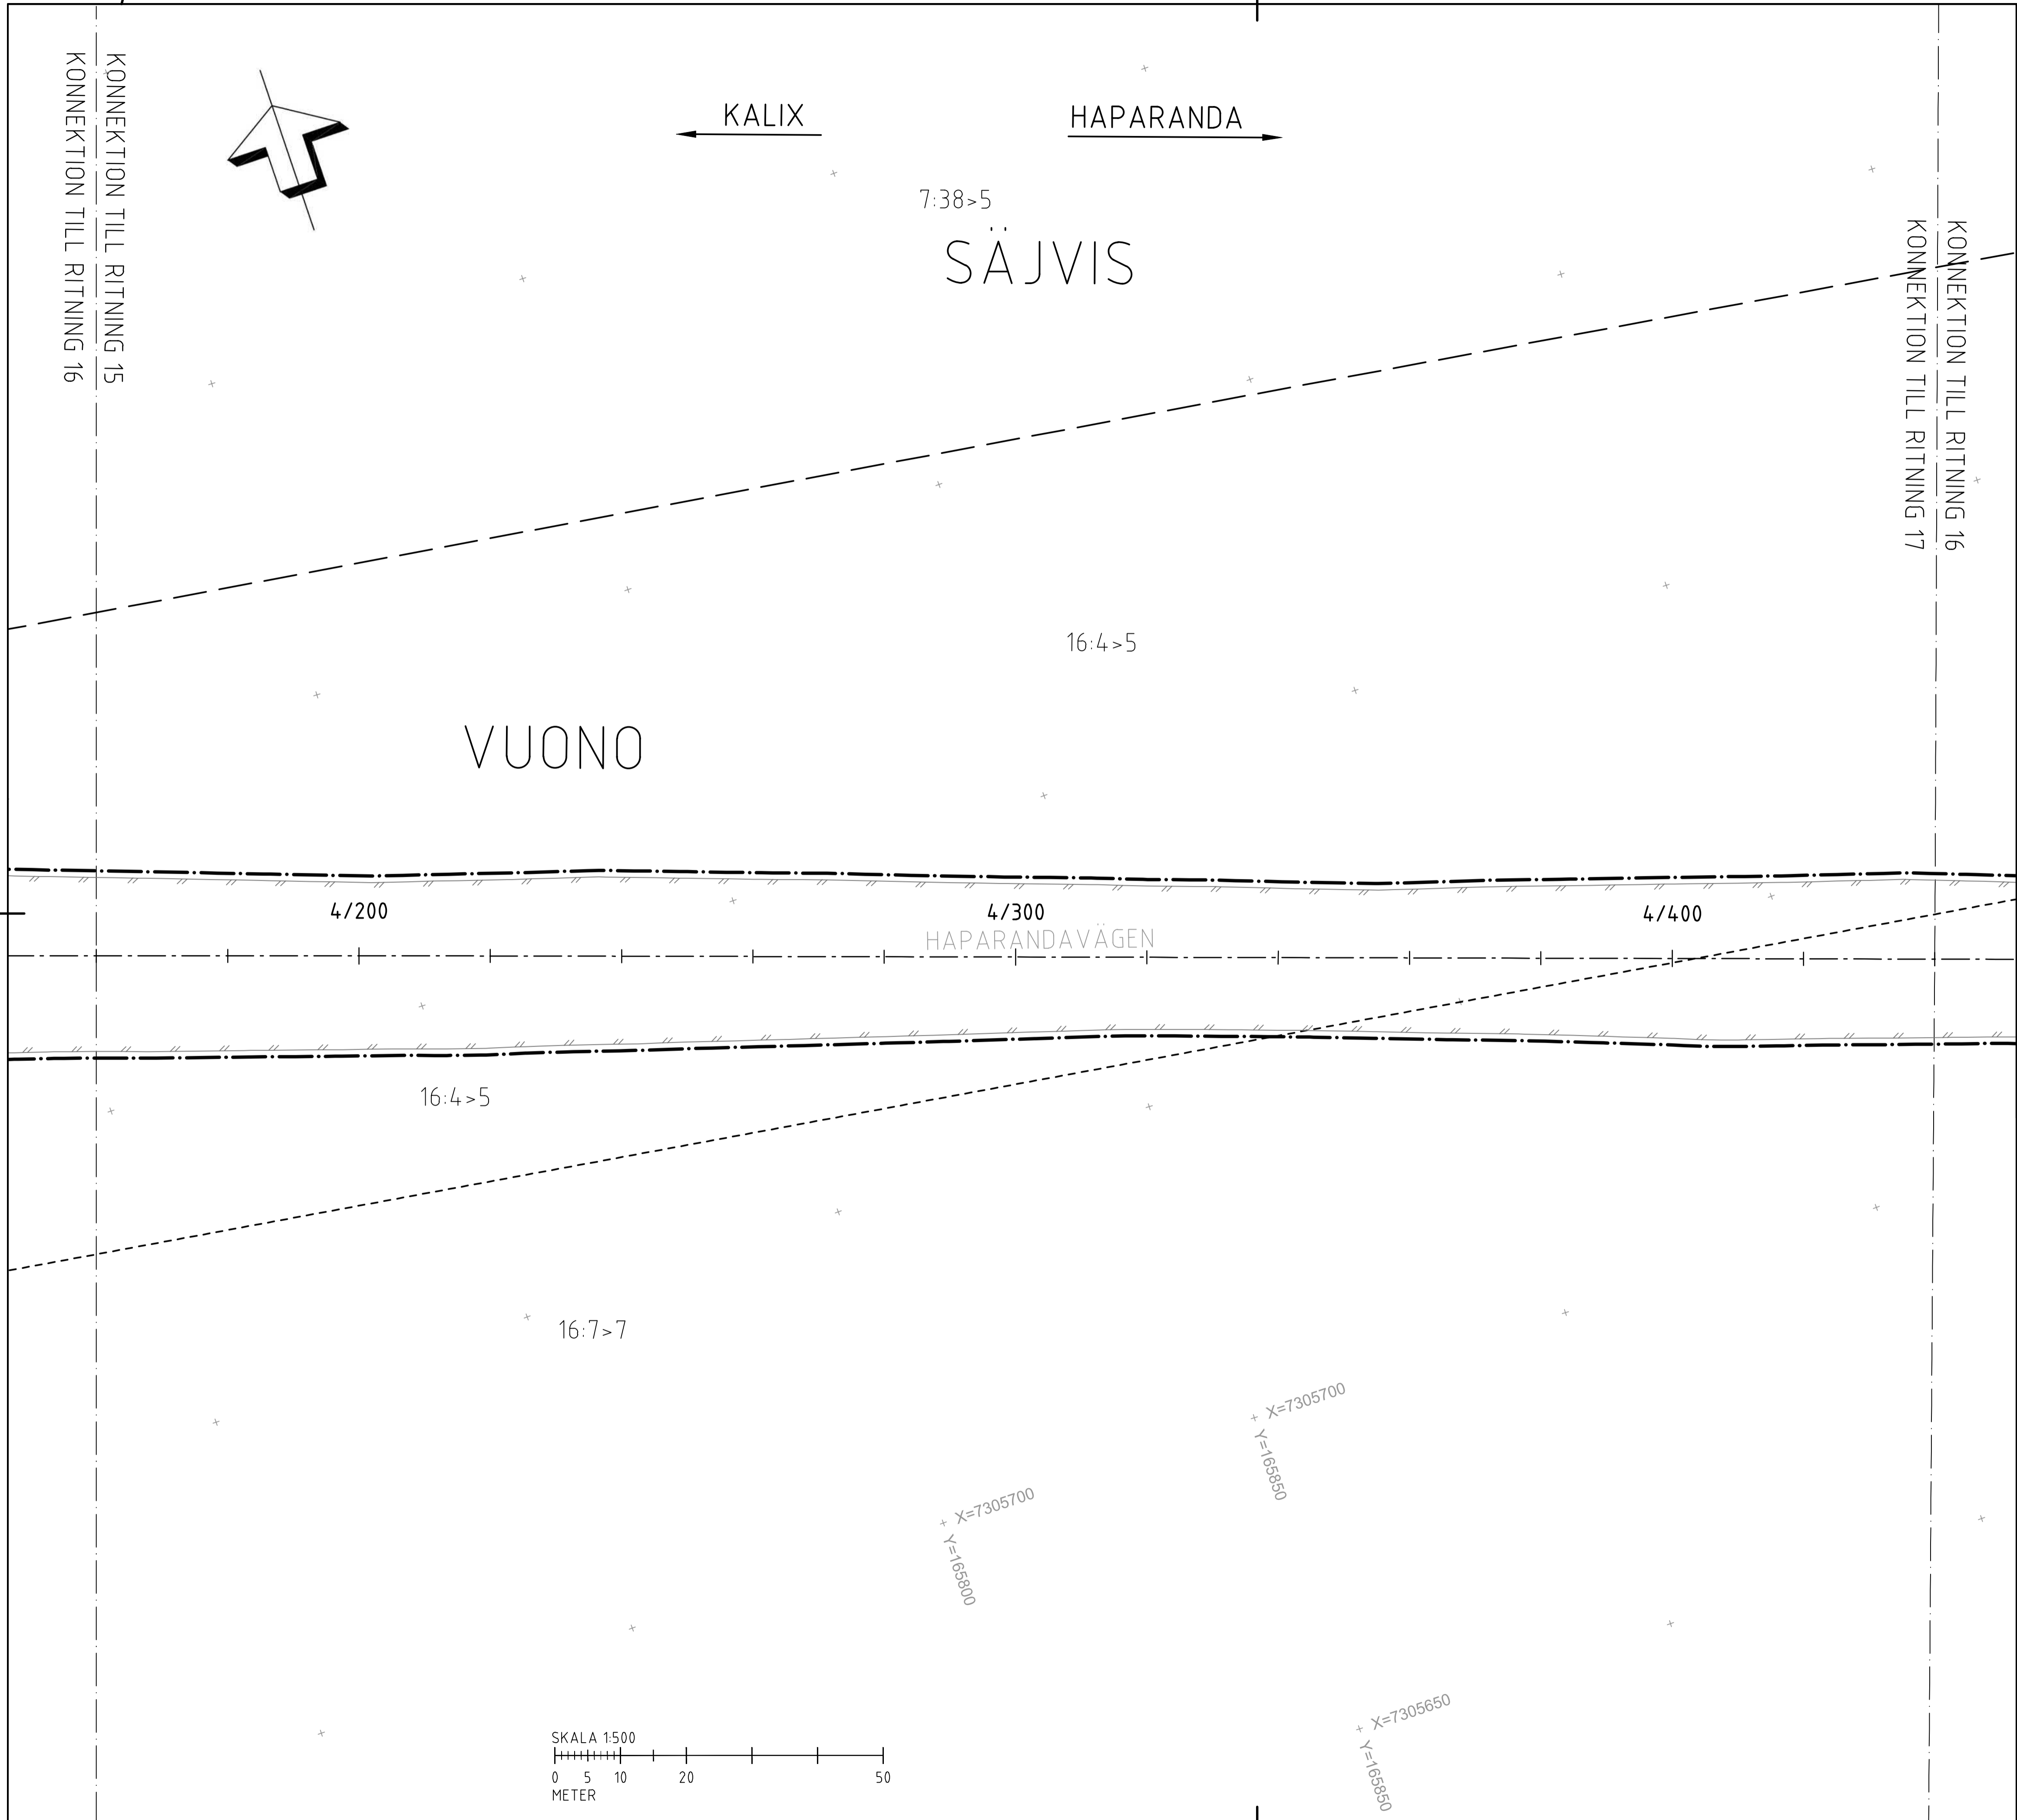 KONNEKTION TILL RITNING 16
KONNEKTION TILL RITNING 15
KALIX
HAPARANDA
7:38>5
SÄJVIS
KONNEKTION TILL RITNING 17
KONNEKTION TILL RITNING 16
16:4>5
VUONO
4/200
4/300
4/400
HAPARANDAVÄGEN
16:4>5
16:7>7
X=7305700
Y=165850
X=7305700
Y=165800
X=7305650
Y=165850
SKALA 1:500
0 5 10 20 50
METER